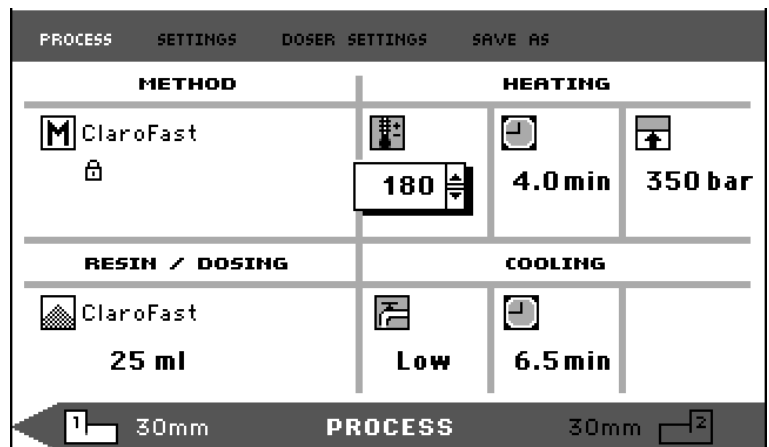 PROCESS SETTINGS DOSER SETTINGS SAVE AS
METHOD HEATING
M ClaroFast
180 4.0 min 350 bar
RESIN / DOSING COOLING
ClaroFast
25 ml Low 6.5 min
1 30mm PROCESS 30mm 2